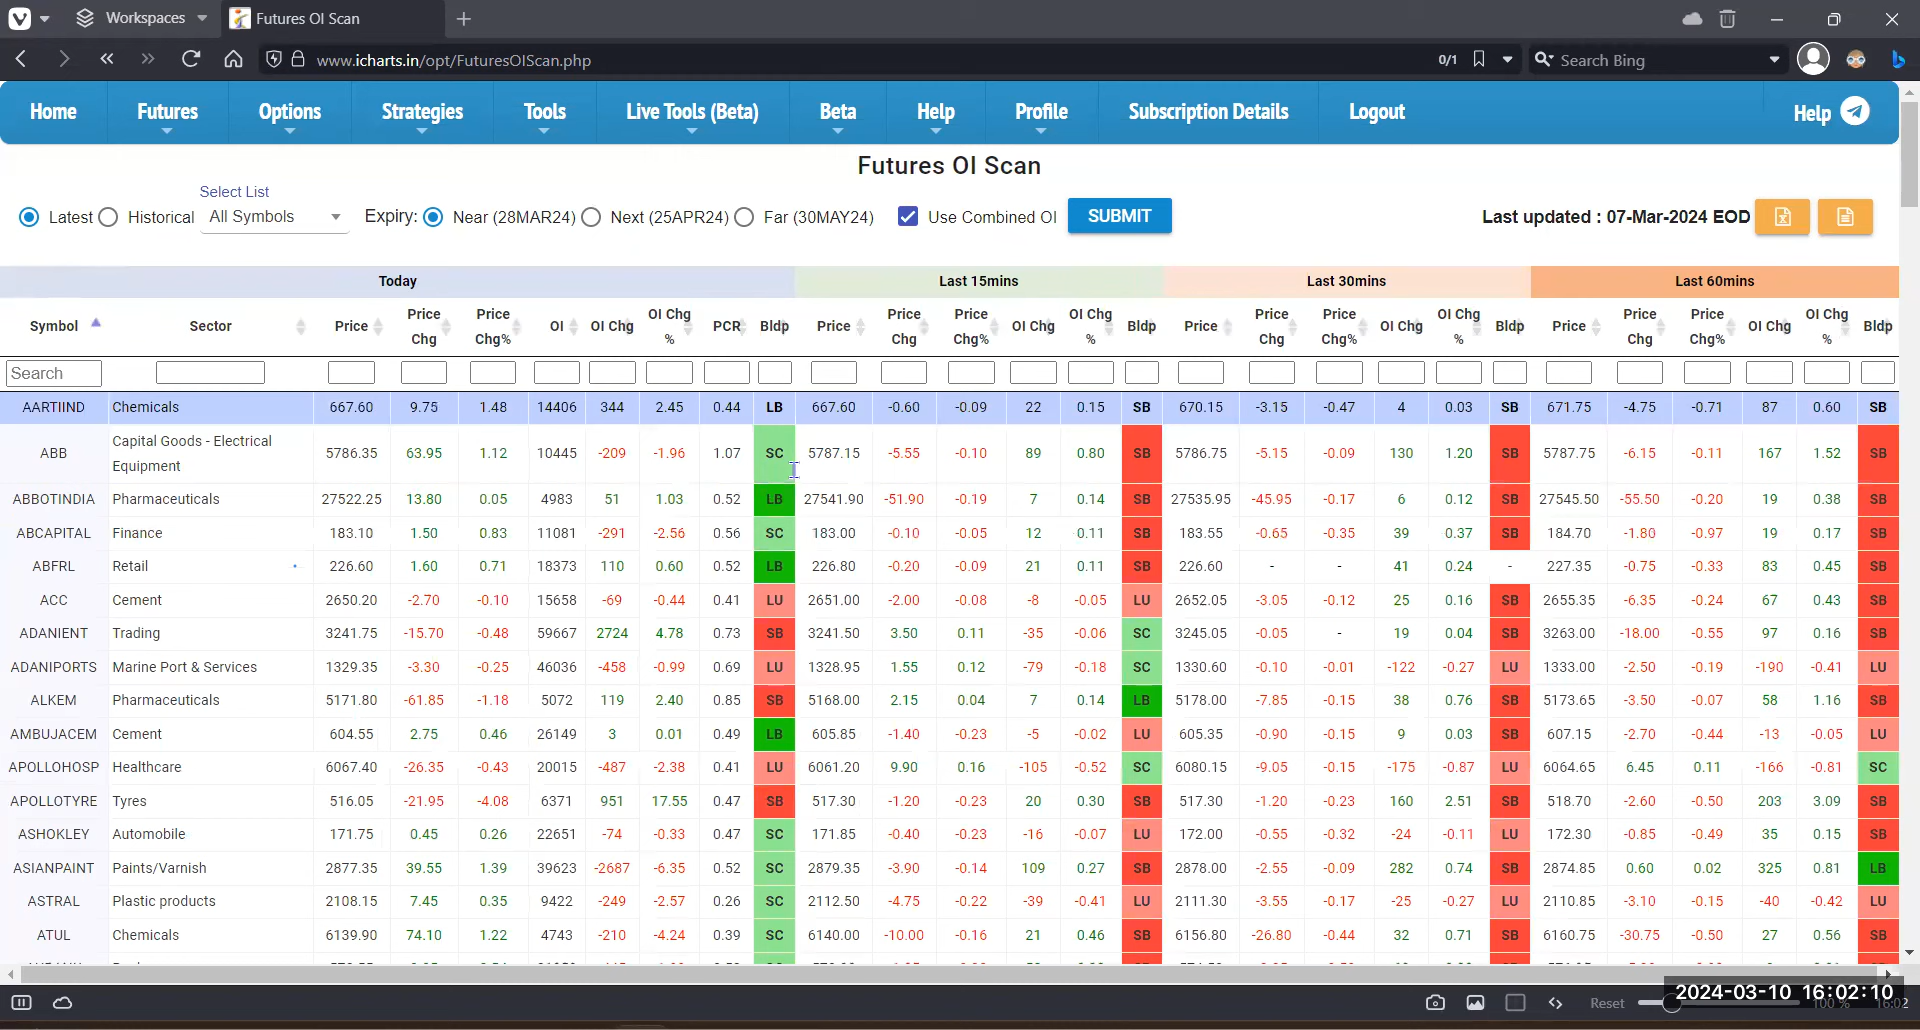 Workspaces
Futures OI Scan
www.icharts.in/opt/FuturesOIScan.php
0/1
Search Bing
Home Futures Options Strategies Tools Live Tools (Beta) Beta Help Profile Subscription Details Logout Help
Futures OI Scan
Select List
Latest Historical All Symbols Expiry: Near (28MAR24) Next (25APR24) Far (30MAY24) Use Combined OI SUBMIT Last updated : 07-Mar-2024 EOD
Today Last 15mins Last 30mins Last 60mins
Symbol Sector Price Price Chg Price Chg% OI OI Chg OI Chg % PCR Bldp Price Price Chg Price Chg% OI Chg OI Chg % Bldp Price Price Chg Price Chg% OI Chg OI Chg % Bldp Price Price Chg Price Chg% OI Chg OI Chg % Bldp
Search
AARTIIND Chemicals 667.60 9.75 1.48 14406 344 2.45 0.44 LB 667.60 -0.60 -0.09 22 0.15 SB 670.15 -3.15 -0.47 4 0.03 SB 671.75 -4.75 -0.71 87 0.60 SB
ABB Capital Goods - Electrical Equipment 5786.35 63.95 1.12 10445 -209 -1.96 1.07 SC 5787.15 -5.55 -0.10 89 0.80 SB 5786.75 -5.15 -0.09 130 1.20 SB 5787.75 -6.15 -0.11 167 1.52 SB
ABBOTINDIA Pharmaceuticals 27522.25 13.80 0.05 4983 51 1.03 0.52 LB 27541.90 -51.90 -0.19 7 0.14 SB 27535.95 -45.95 -0.17 6 0.12 SB 27545.50 -55.50 -0.20 19 0.38 SB
ABCAPITAL Finance 183.10 1.50 0.83 11081 -291 -2.56 0.56 SC 183.00 -0.10 -0.05 12 0.11 SB 183.55 -0.65 -0.35 39 0.37 SB 184.70 -1.80 -0.97 19 0.17 SB
ABFRL Retail 226.60 1.60 0.71 18373 110 0.60 0.52 LB 226.80 -0.20 -0.09 21 0.11 SB 226.60 - - 41 0.24 - 227.35 -0.75 -0.33 83 0.45 SB
ACC Cement 2650.20 -2.70 -0.10 15658 -69 -0.44 0.41 LU 2651.00 -2.00 -0.08 -8 -0.05 LU 2652.05 -3.05 -0.12 25 0.16 SB 2655.35 -6.35 -0.24 67 0.43 SB
ADANIENT Trading 3241.75 -15.70 -0.48 59667 2724 4.78 0.73 SB 3241.50 3.50 0.11 -35 -0.06 SC 3245.05 -0.05 - 19 0.04 SB 3263.00 -18.00 -0.55 97 0.16 SB
ADANIPORTS Marine Port & Services 1329.35 -3.30 -0.25 46036 -458 -0.99 0.69 LU 1328.95 1.55 0.12 -79 -0.18 SC 1330.60 -0.10 -0.01 -122 -0.27 LU 1333.00 -2.50 -0.19 -190 -0.41 LU
ALKEM Pharmaceuticals 5171.80 -61.85 -1.18 5072 119 2.40 0.85 SB 5168.00 2.15 0.04 7 0.14 LB 5178.00 -7.85 -0.15 38 0.76 SB 5173.65 -3.50 -0.07 58 1.16 SB
AMBUJACEM Cement 604.55 2.75 0.46 26149 3 0.01 0.49 LB 605.85 -1.40 -0.23 -5 -0.02 LU 605.35 -0.90 -0.15 9 0.03 SB 607.15 -2.70 -0.44 -13 -0.05 LU
APOLLOHOSP Healthcare 6067.40 -26.35 -0.43 20015 -487 -2.38 0.41 LU 6061.20 9.90 0.16 -105 -0.52 SC 6080.15 -9.05 -0.15 -175 -0.87 LU 6064.65 6.45 0.11 -166 -0.81 SC
APOLLOTYRE Tyres 516.05 -21.95 -4.08 6371 951 17.55 0.47 SB 517.30 -1.20 -0.23 20 0.30 SB 517.30 -1.20 -0.23 160 2.51 SB 518.70 -2.60 -0.50 203 3.09 SB
ASHOKLEY Automobile 171.75 0.45 0.26 22651 -74 -0.33 0.47 SC 171.85 -0.40 -0.23 -16 -0.07 LU 172.00 -0.55 -0.32 -24 -0.11 LU 172.30 -0.85 -0.49 35 0.15 SB
ASIANPAINT Paints/Varnish 2877.35 39.55 1.39 39623 -2687 -6.35 0.52 SC 2879.35 -3.90 -0.14 109 0.27 SB 2878.00 -2.55 -0.09 282 0.74 SB 2874.85 0.60 0.02 325 0.81 LB
ASTRAL Plastic products 2108.15 7.45 0.35 9422 -249 -2.57 0.26 SC 2112.50 -4.75 -0.22 -39 -0.41 LU 2111.30 -3.55 -0.17 -25 -0.27 LU 2110.85 -3.10 -0.15 -40 -0.42 LU
ATUL Chemicals 6139.90 74.10 1.22 4743 -210 -4.24 0.39 SC 6140.00 -10.00 -0.16 21 0.46 SB 6156.80 -26.80 -0.44 32 0.71 SB 6160.75 -30.75 -0.50 27 0.56 SB
2024-03-10 16:02:10
Reset 100 % 16:02